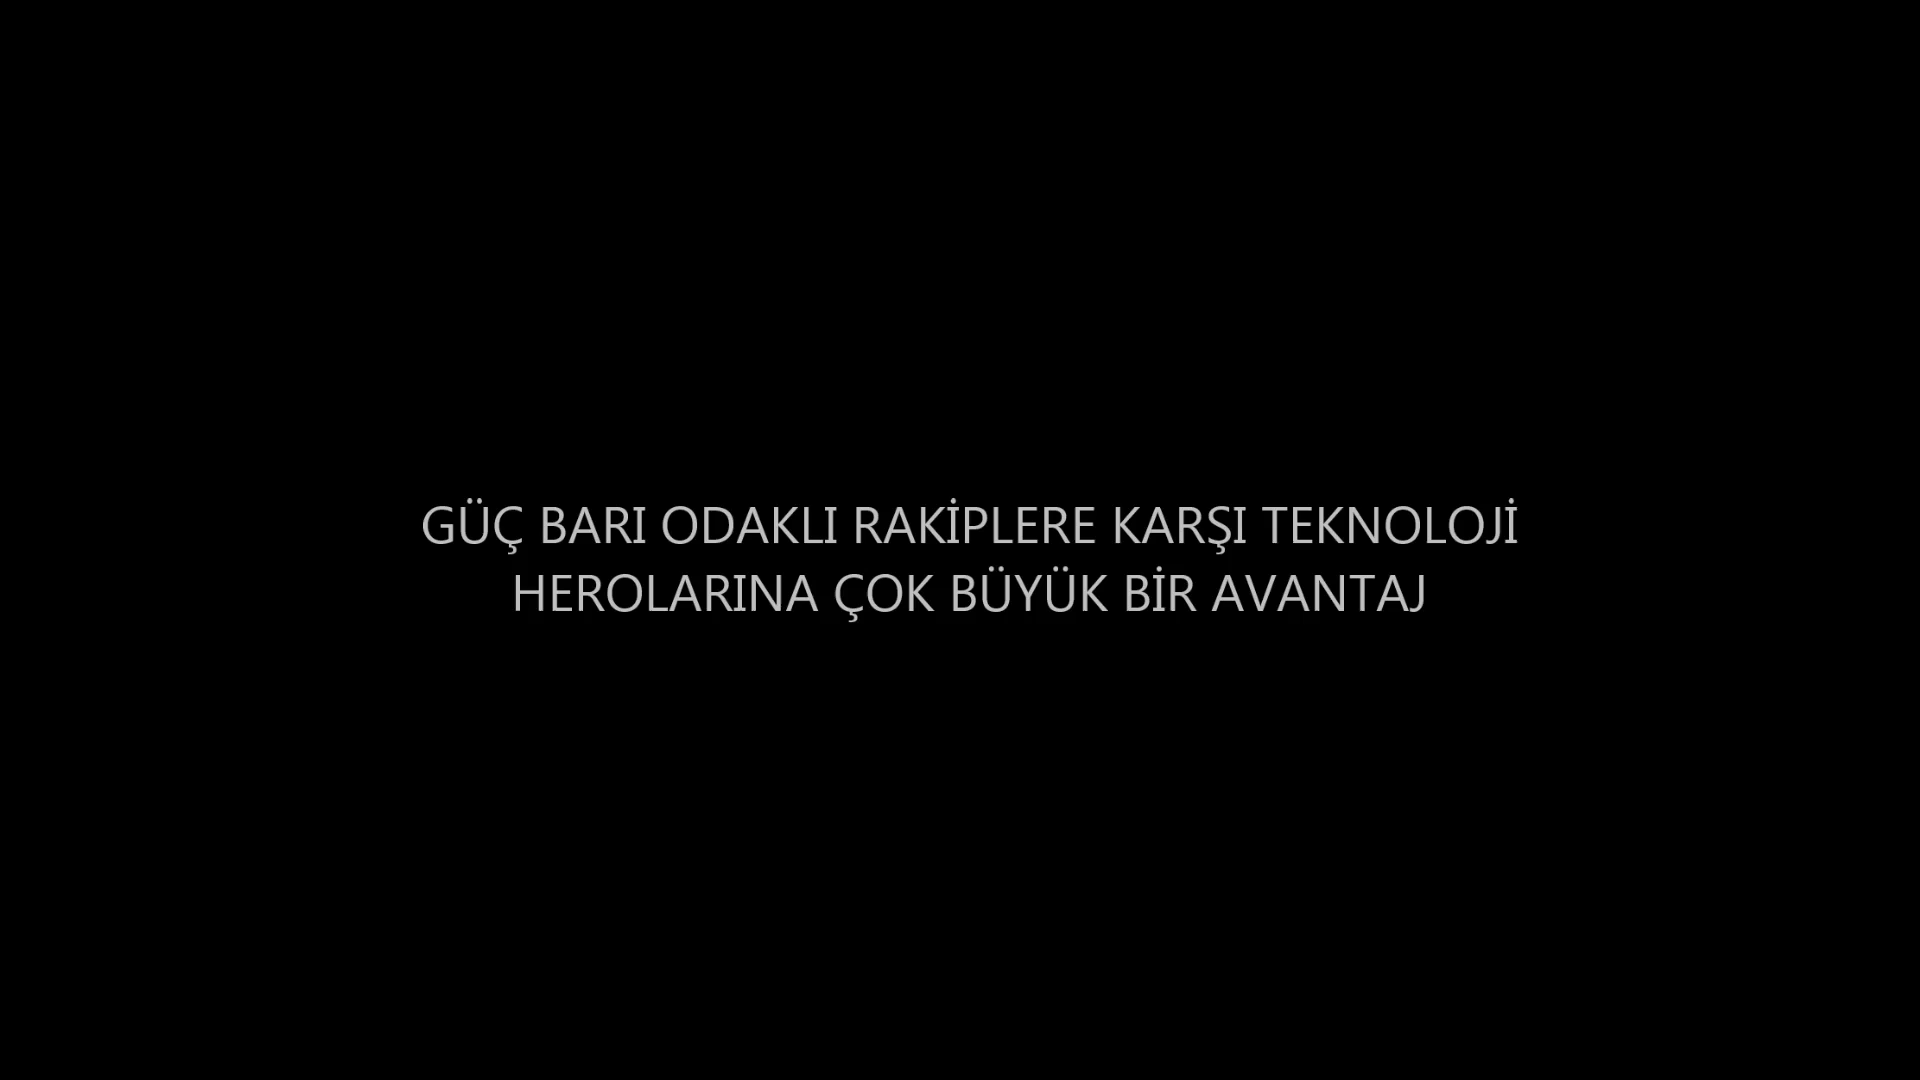 GÜÇ BARI ODAKLI RAKİPLERE KARŞI TEKNOLOJİ
HEROLARINA ÇOK BÜYÜK BİR AVANTAJ